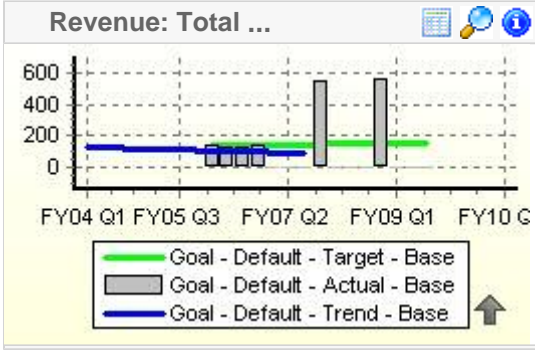 Revenue: Total ...
600
400
200
0
FY04 Q1 FY05 Q3 FY07 Q2 FY09 Q1 FY10 Q
Goal - Default - Target - Base
Goal - Default - Actual - Base
Goal - Default - Trend - Base